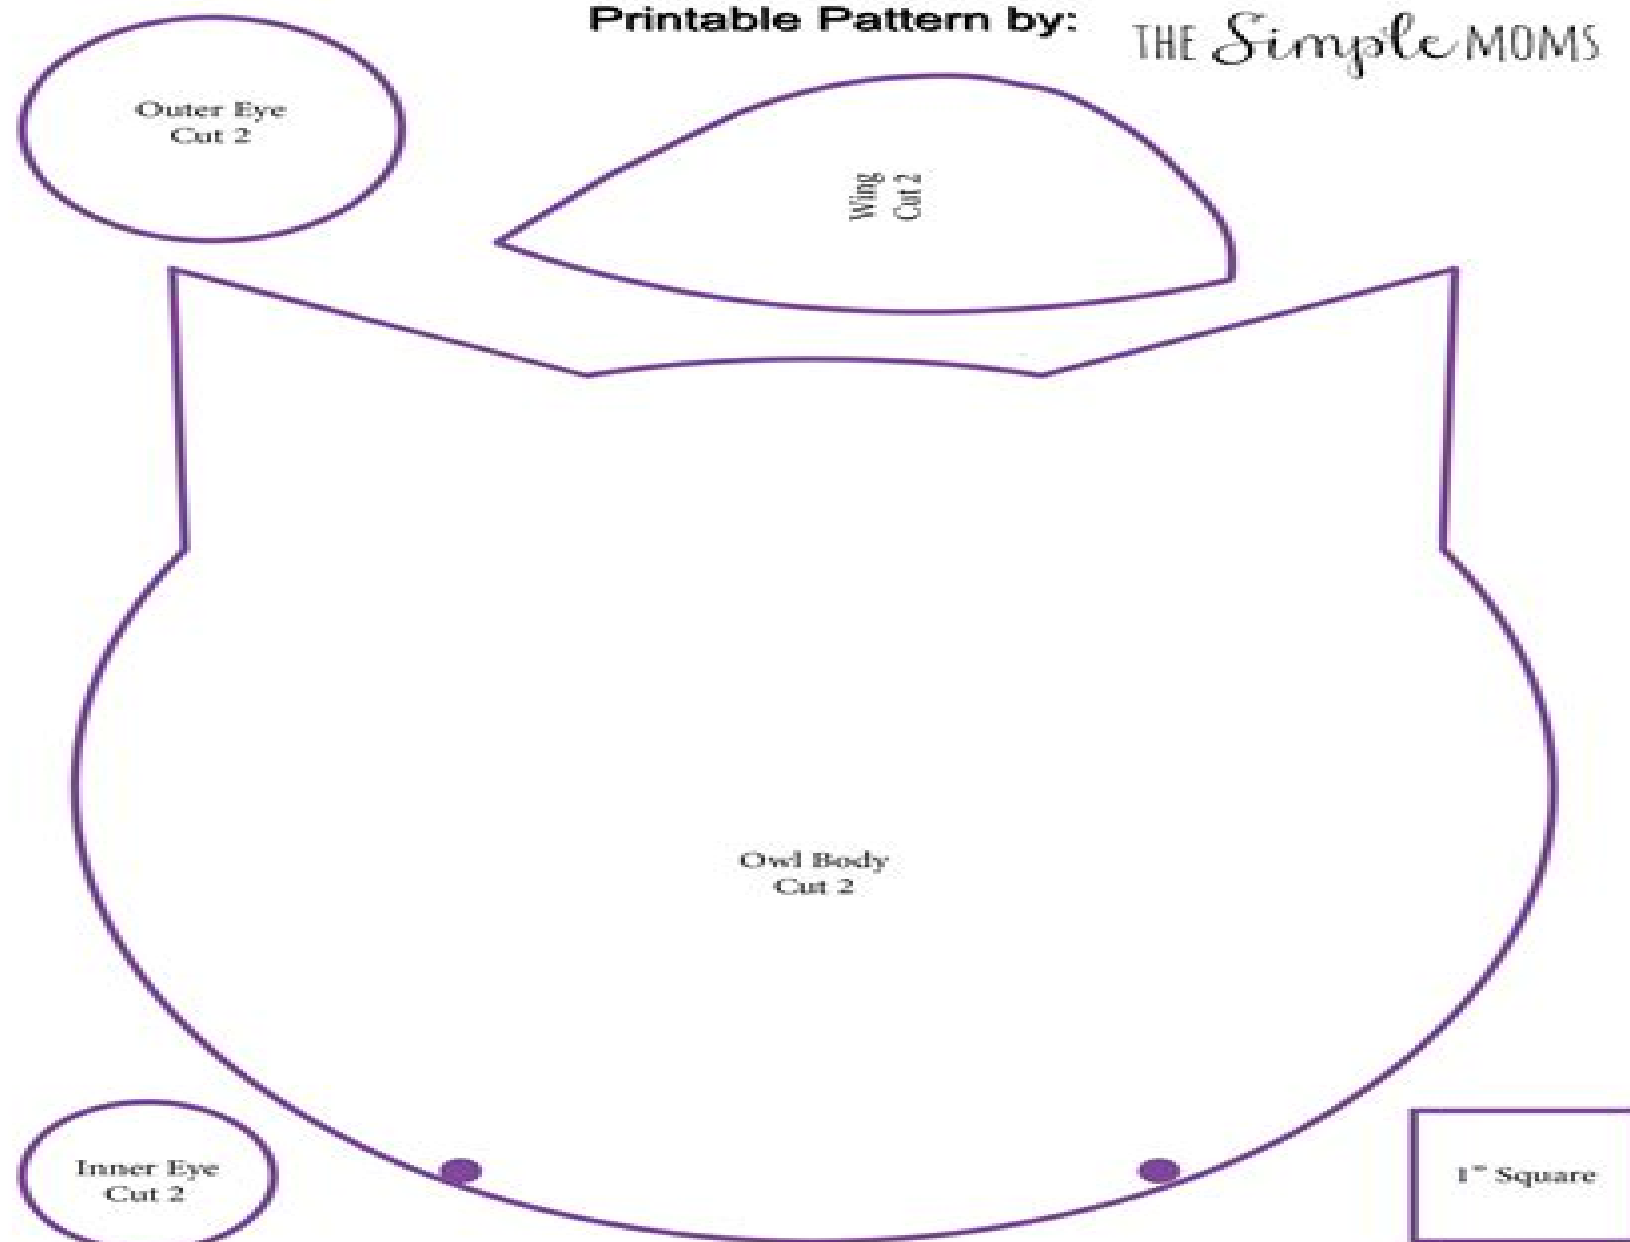 Printable Pattern by:
THE Simple MOMS
Outer Eye
Cut 2
Wing
Cut 2
Owl Body
Cut 2
Inner Eye
Cut 2
1" Square